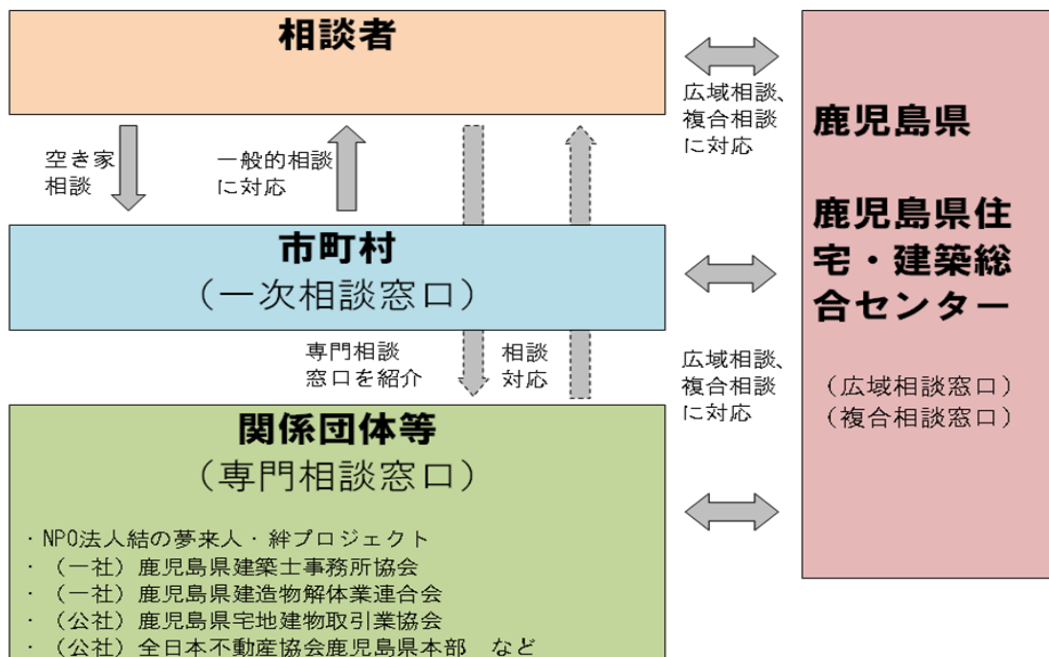 相談者
広域相談、
複合相談
に対応
空き家
相談
一般的相談
に対応
市町村
（一次相談窓口）
専門相談
窓口を紹介
相談
対応
広域相談、
複合相談
に対応
関係団体等
（専門相談窓口）
・NPO法人結の夢来人・絆プロジェクト
・（一社）鹿児島県建築士事務所協会
・（一社）鹿児島県建造物解体業連合会
・（公社）鹿児島県宅地建物取引業協会
・（公社）全日本不動産協会鹿児島県本部　など
鹿児島県
鹿児島県住
宅・建築総
合センター
（広域相談窓口）
（複合相談窓口）